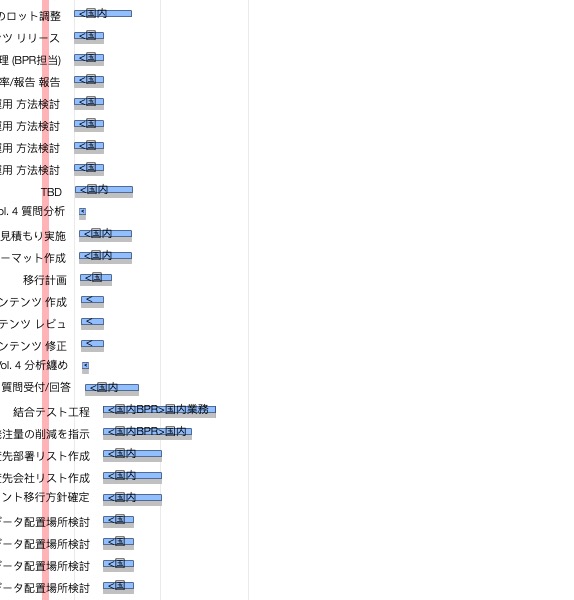 のロット調整 <国内
ツ リリース <国
理 (BPR担当) <国
率/報告 報告 <国
用 方法検討 <国
用 方法検討 <国
用 方法検討 <国
用 方法検討 <国
TBD <国内
ol. 4 質問分析 <
見積もり実施 <国内
ーマット作成 <国内
移行計画 <国
ンテンツ 作成 <
テンツ レビュ <
ンテンツ 修正 <
Vol. 4 分析纏め <
質問受付/回答 <国内
結合テスト工程 <国内BPR>国内業務
注量の削減を指示 <国内BPR>国内
先部署リスト作成 <国内
先会社リスト作成 <国内
ント移行方針確定 <国内
データ配置場所検討 <国
データ配置場所検討 <国
データ配置場所検討 <国
データ配置場所検討 <国